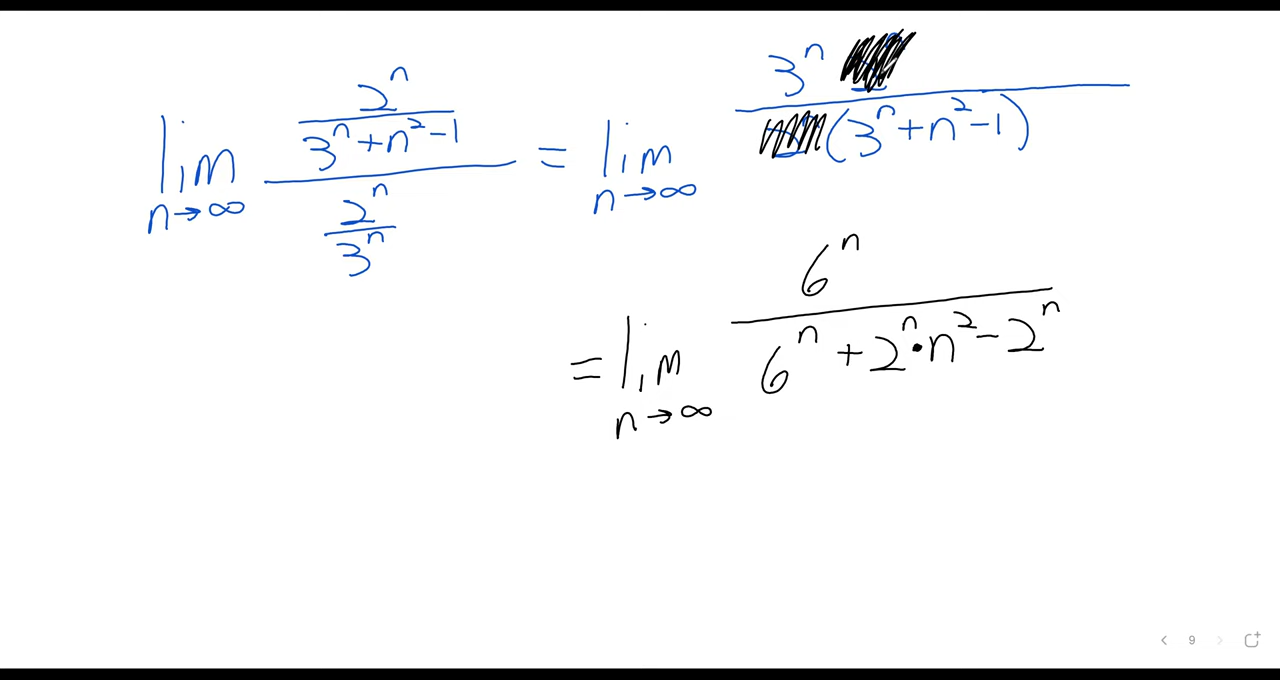 lim n→∞ (2^n/(3^n+n^2-1))/(2^n/3^n) = lim n→∞ 3^n/(3^n+n^2-1)
= lim n→∞ 6^n/(6^n+2^n•n^2-2^n)
9